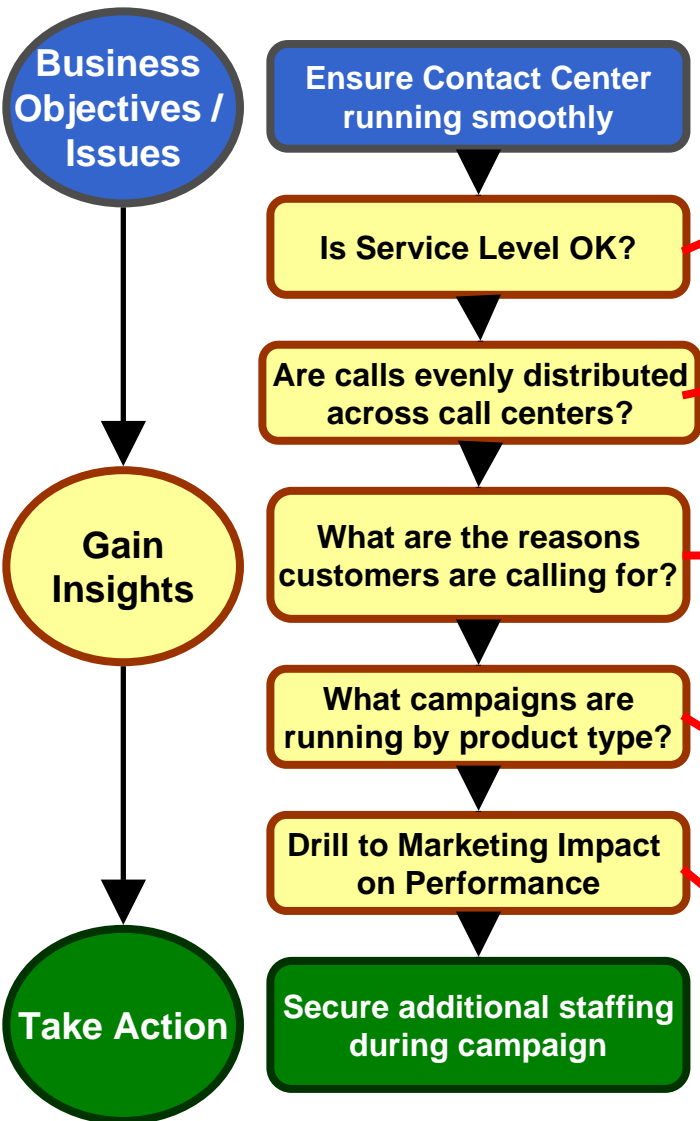 Business
Objectives /
Issues
Ensure Contact Center
running smoothly
Is Service Level OK?
Are calls evenly distributed
across call centers?
Gain
Insights
What are the reasons
customers are calling for?
What campaigns are
running by product type?
Drill to Marketing Impact
on Performance
Take Action
Secure additional staffing
during campaign